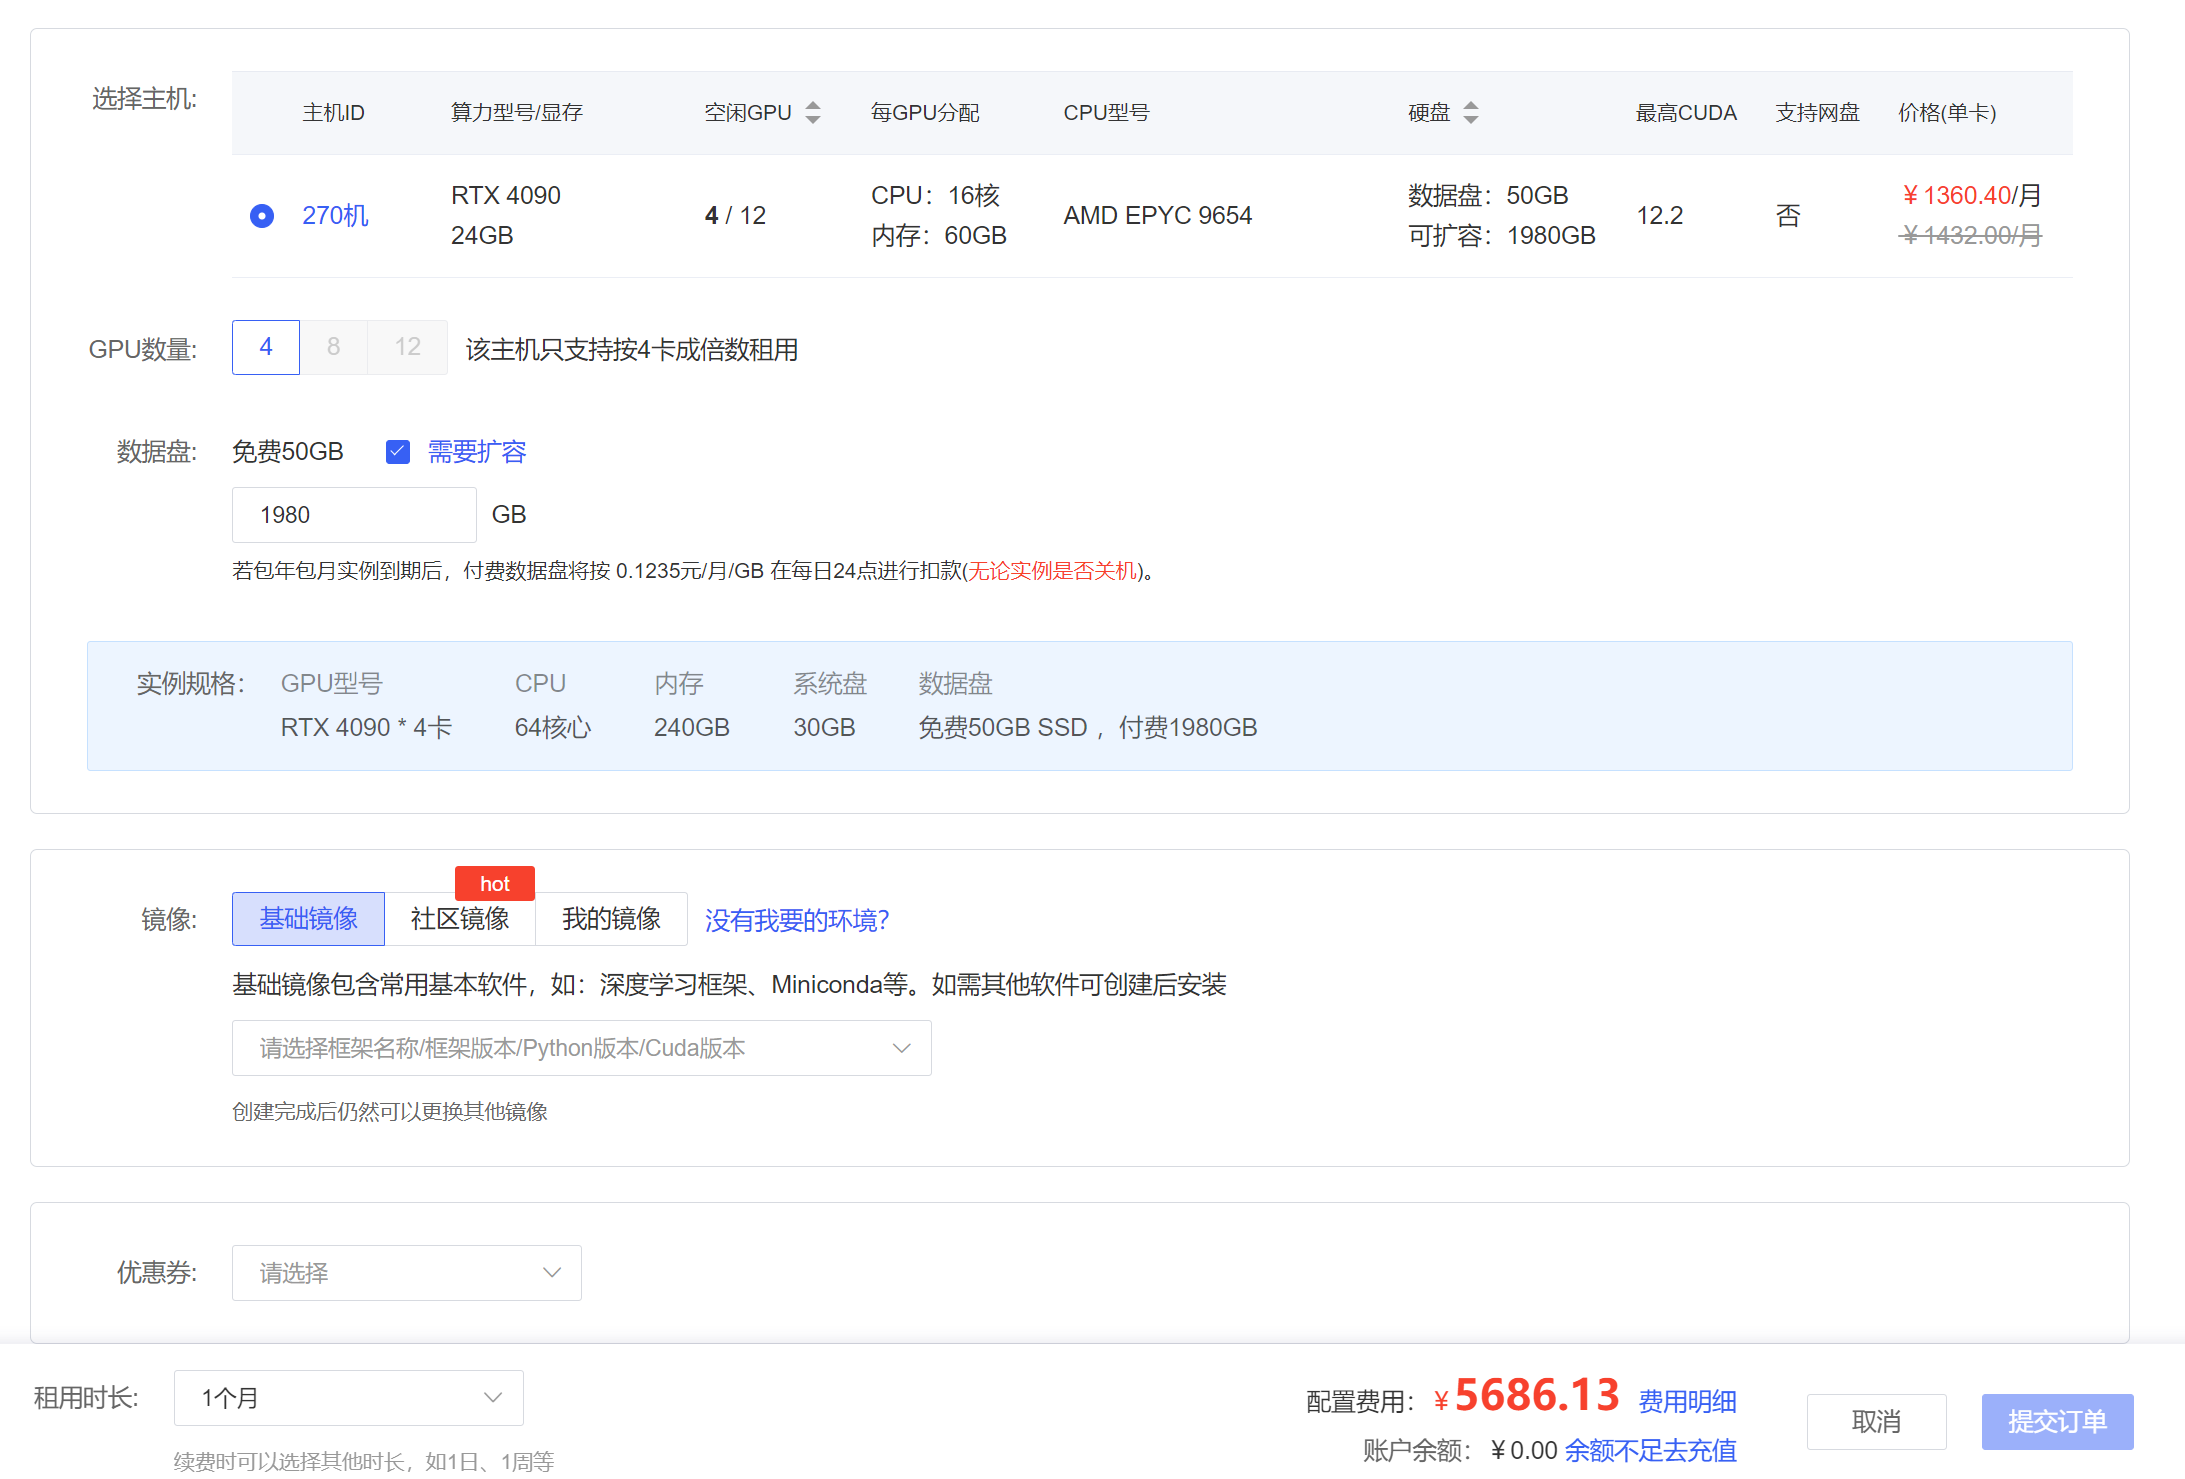 选择主机:
主机ID 算力型号/显存 空闲GPU 每GPU分配 CPU型号 硬盘 最高CUDA 支持网盘 价格(单卡)
270机 RTX 4090 24GB 4 / 12 CPU：16核 内存：60GB AMD EPYC 9654 数据盘：50GB 可扩容：1980GB 12.2 否 ￥1360.40/月 ￥1432.00/月
GPU数量: 4 8 12 该主机只支持按4卡成倍数租用
数据盘: 免费50GB 需要扩容
1980 GB
若包年包月实例到期后，付费数据盘将按 0.1235元/月/GB 在每日24点进行扣款(无论实例是否关机)。
实例规格： GPU型号 CPU 内存 系统盘 数据盘
RTX 4090 * 4卡 64核心 240GB 30GB 免费50GB SSD ，付费1980GB
hot
镜像: 基础镜像 社区镜像 我的镜像 没有我要的环境？
基础镜像包含常用基本软件，如：深度学习框架、Miniconda等。如需其他软件可创建后安装
请选择框架名称/框架版本/Python版本/Cuda版本
创建完成后仍然可以更换其他镜像
优惠券: 请选择
租用时长: 1个月
续费时可以选择其他时长，如1日、1周等
配置费用：￥5686.13 费用明细
账户余额：￥0.00 余额不足去充值
取消 提交订单